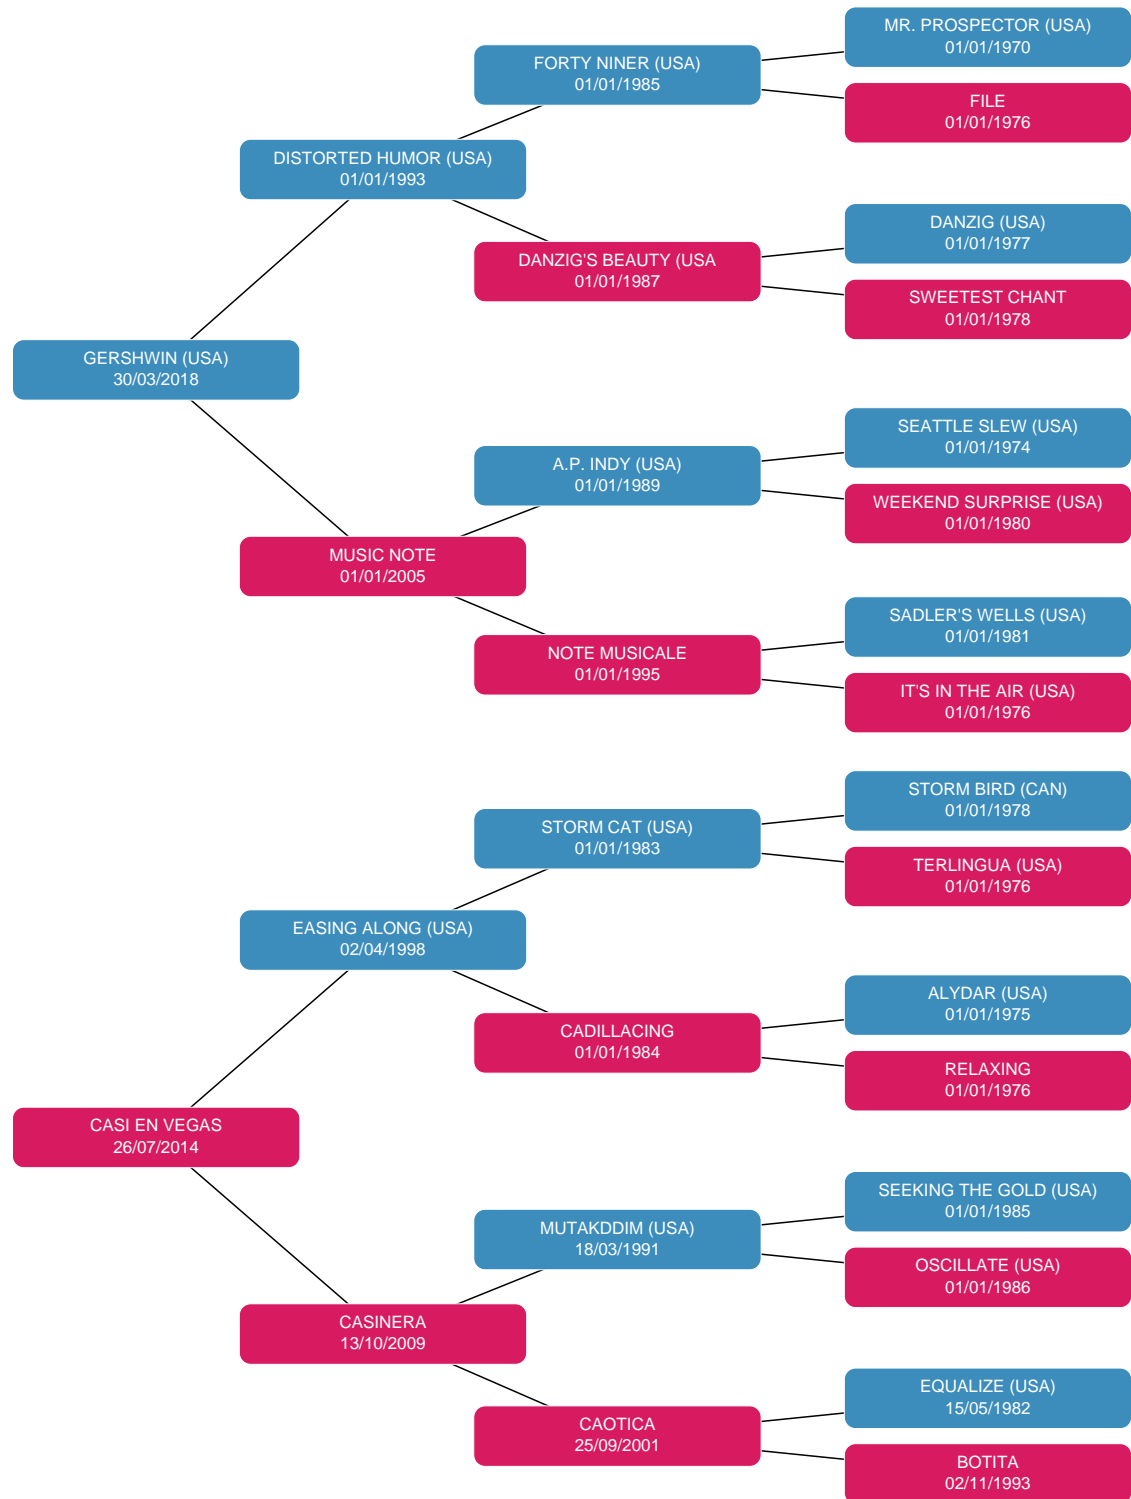 MR. PROSPECTOR (USA)
01/01/1970
FORTY NINER (USA)
01/01/1985
FILE
01/01/1976
DISTORTED HUMOR (USA)
01/01/1993
DANZIG (USA)
01/01/1977
DANZIG'S BEAUTY (USA
01/01/1987
SWEETEST CHANT
01/01/1978
GERSHWIN (USA)
30/03/2018
SEATTLE SLEW (USA)
01/01/1974
A.P. INDY (USA)
01/01/1989
WEEKEND SURPRISE (USA)
01/01/1980
MUSIC NOTE
01/01/2005
SADLER'S WELLS (USA)
01/01/1981
NOTE MUSICALE
01/01/1995
IT'S IN THE AIR (USA)
01/01/1976
STORM BIRD (CAN)
01/01/1978
STORM CAT (USA)
01/01/1983
TERLINGUA (USA)
01/01/1976
EASING ALONG (USA)
02/04/1998
ALYDAR (USA)
01/01/1975
CADILLACING
01/01/1984
RELAXING
01/01/1976
CASI EN VEGAS
26/07/2014
SEEKING THE GOLD (USA)
01/01/1985
MUTAKDDIM (USA)
18/03/1991
OSCILLATE (USA)
01/01/1986
CASINERA
13/10/2009
EQUALIZE (USA)
15/05/1982
CAOTICA
25/09/2001
BOTITA
02/11/1993